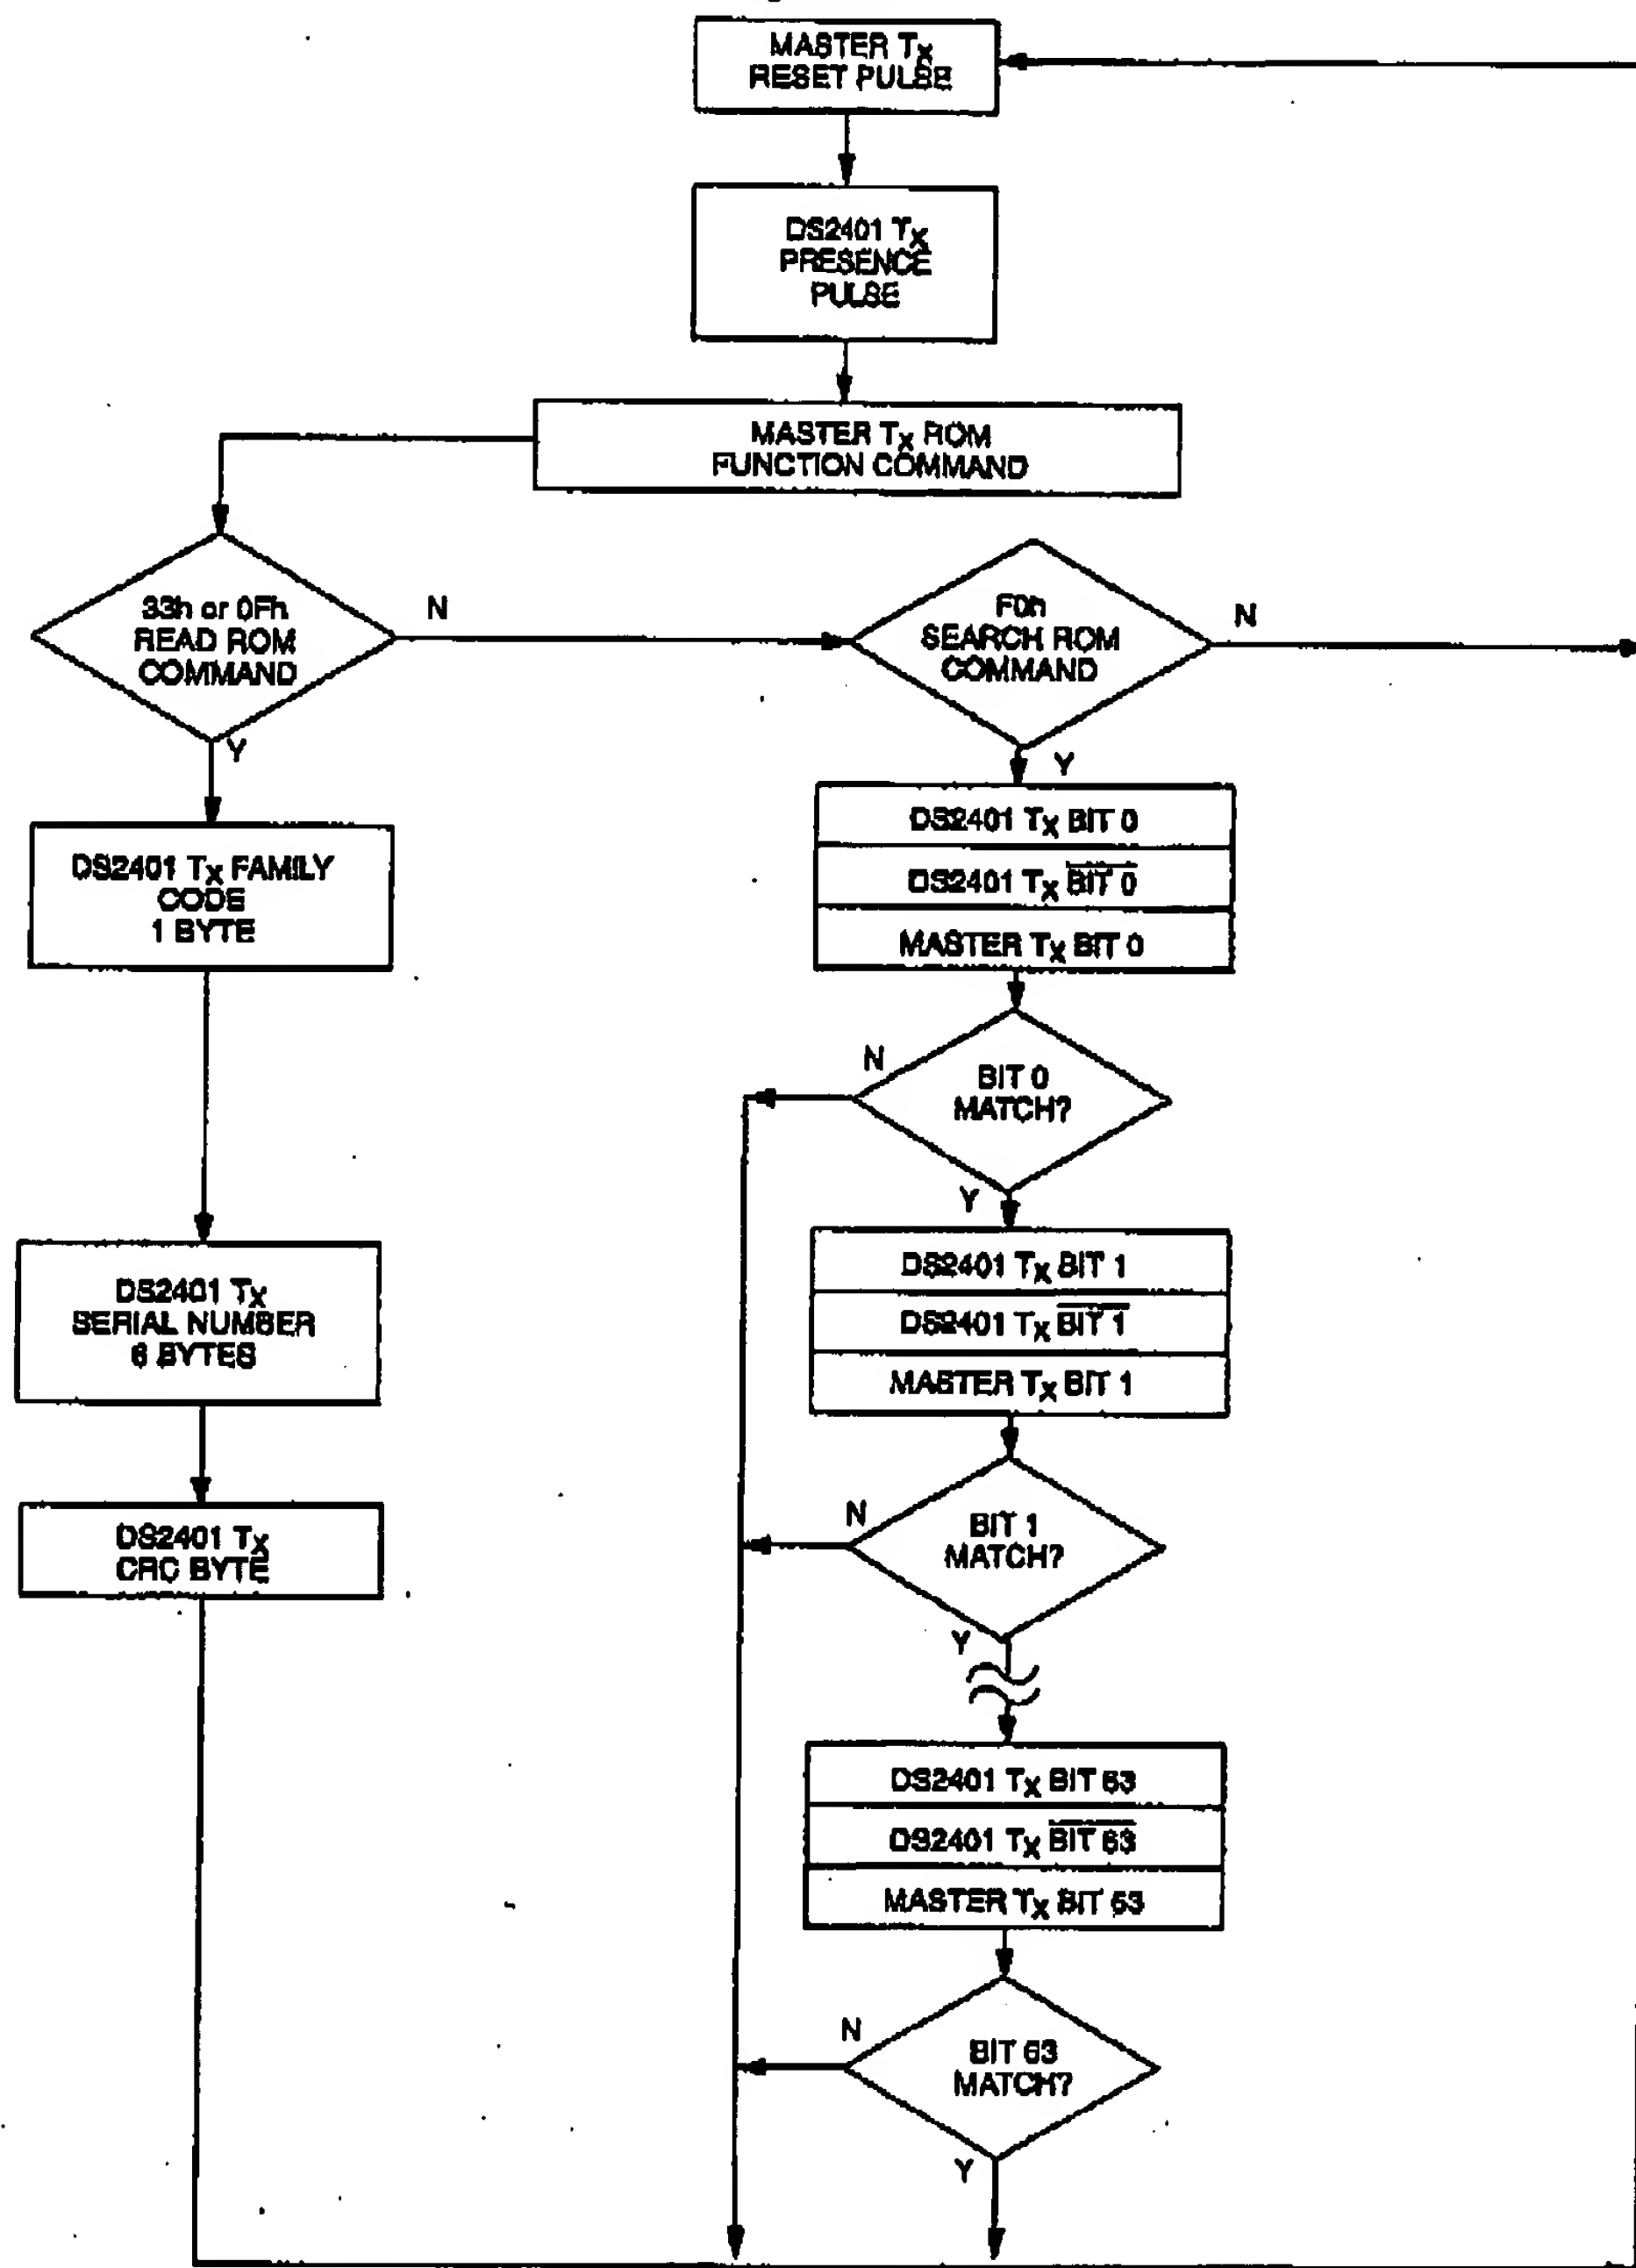 MASTER Tx
RESET PULSE
DS2401 Tx
PRESENCE
PULSE
MASTER Tx ROM
FUNCTION COMMAND
33h or 0Fh
READ ROM
COMMAND
N
Y
F0h
SEARCH ROM
COMMAND
N
Y
DS2401 Tx FAMILY
CODE
1 BYTE
DS2401 Tx
SERIAL NUMBER
6 BYTES
DS2401 Tx
CRC BYTE
DS2401 Tx BIT 0
DS2401 Tx B̅I̅T̅ ̅0̅
MASTER Tx BIT 0
BIT 0
MATCH?
N
Y
DS2401 Tx BIT 1
DS2401 Tx B̅I̅T̅ ̅1̅
MASTER Tx BIT 1
BIT 1
MATCH?
N
Y
DS2401 Tx BIT 63
DS2401 Tx B̅I̅T̅ ̅6̅3̅
MASTER Tx BIT 63
BIT 63
MATCH?
N
Y